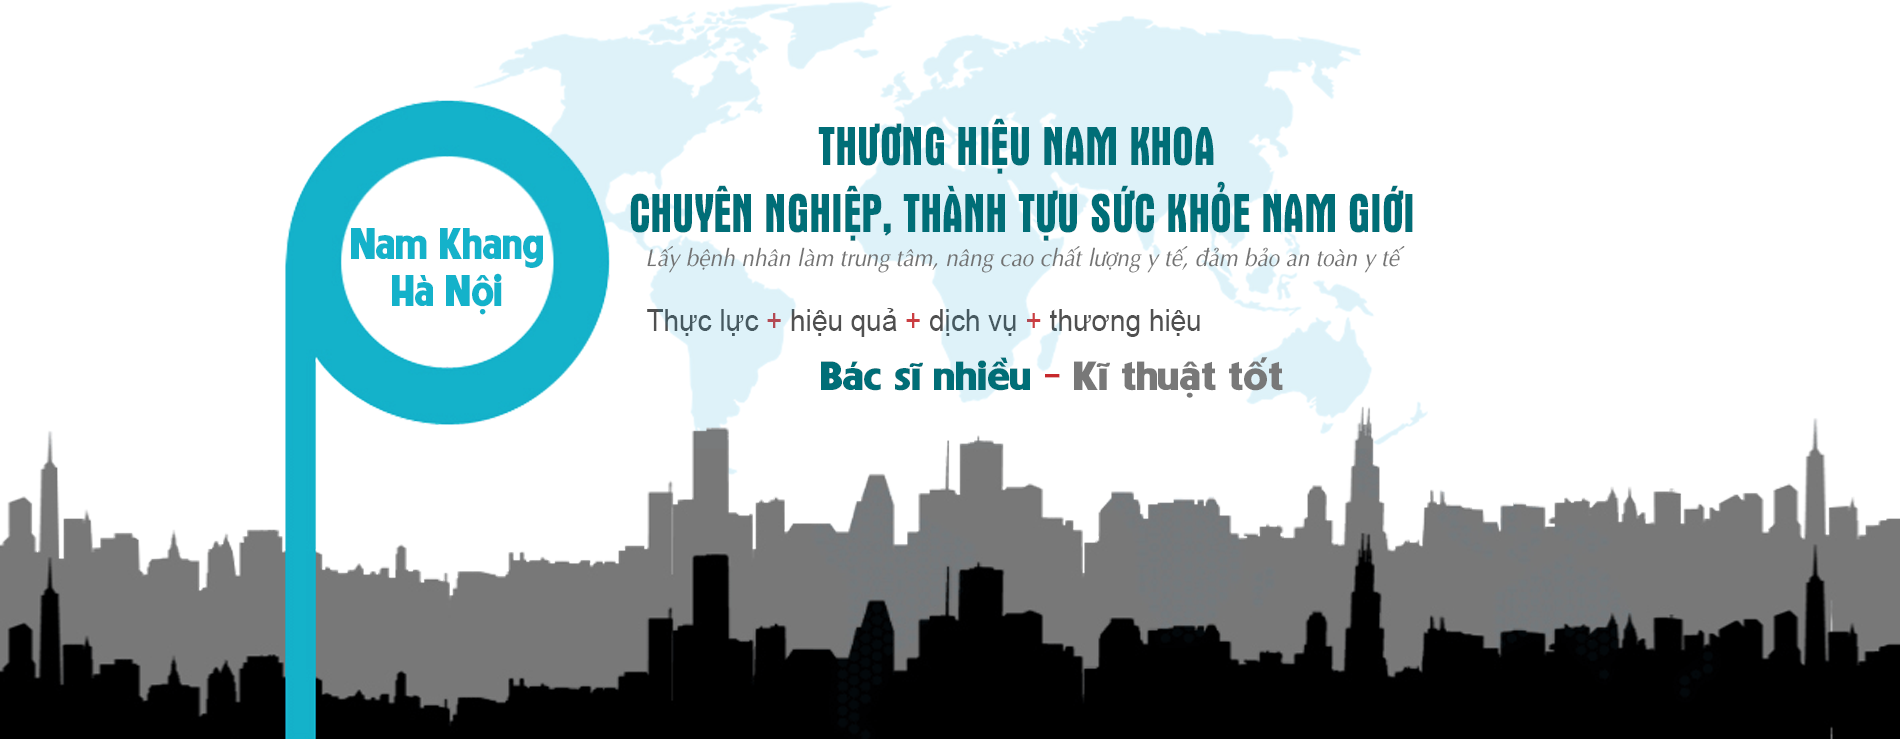 Nam Khang
Hà Nội
THƯƠNG HIỆU NAM KHOA
CHUYÊN NGHIỆP, THÀNH TỰU SỨC KHỎE NAM GIỚI
Lấy bệnh nhân làm trung tâm, nâng cao chất lượng y tế, đảm bảo an toàn y tế
Thực lực + hiệu quả + dịch vụ + thương hiệu
Bác sĩ nhiều - Kĩ thuật tốt